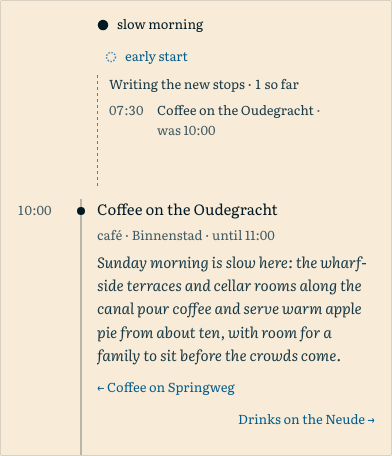 slow morning
early start
Writing the new stops · 1 so far
07:30 Coffee on the Oudegracht ·
was 10:00
10:00 Coffee on the Oudegracht
café · Binnenstad · until 11:00
Sunday morning is slow here: the wharf-
side terraces and cellar rooms along the
canal pour coffee and serve warm apple
pie from about ten, with room for a
family to sit before the crowds come.
← Coffee on Springweg
Drinks on the Neude →